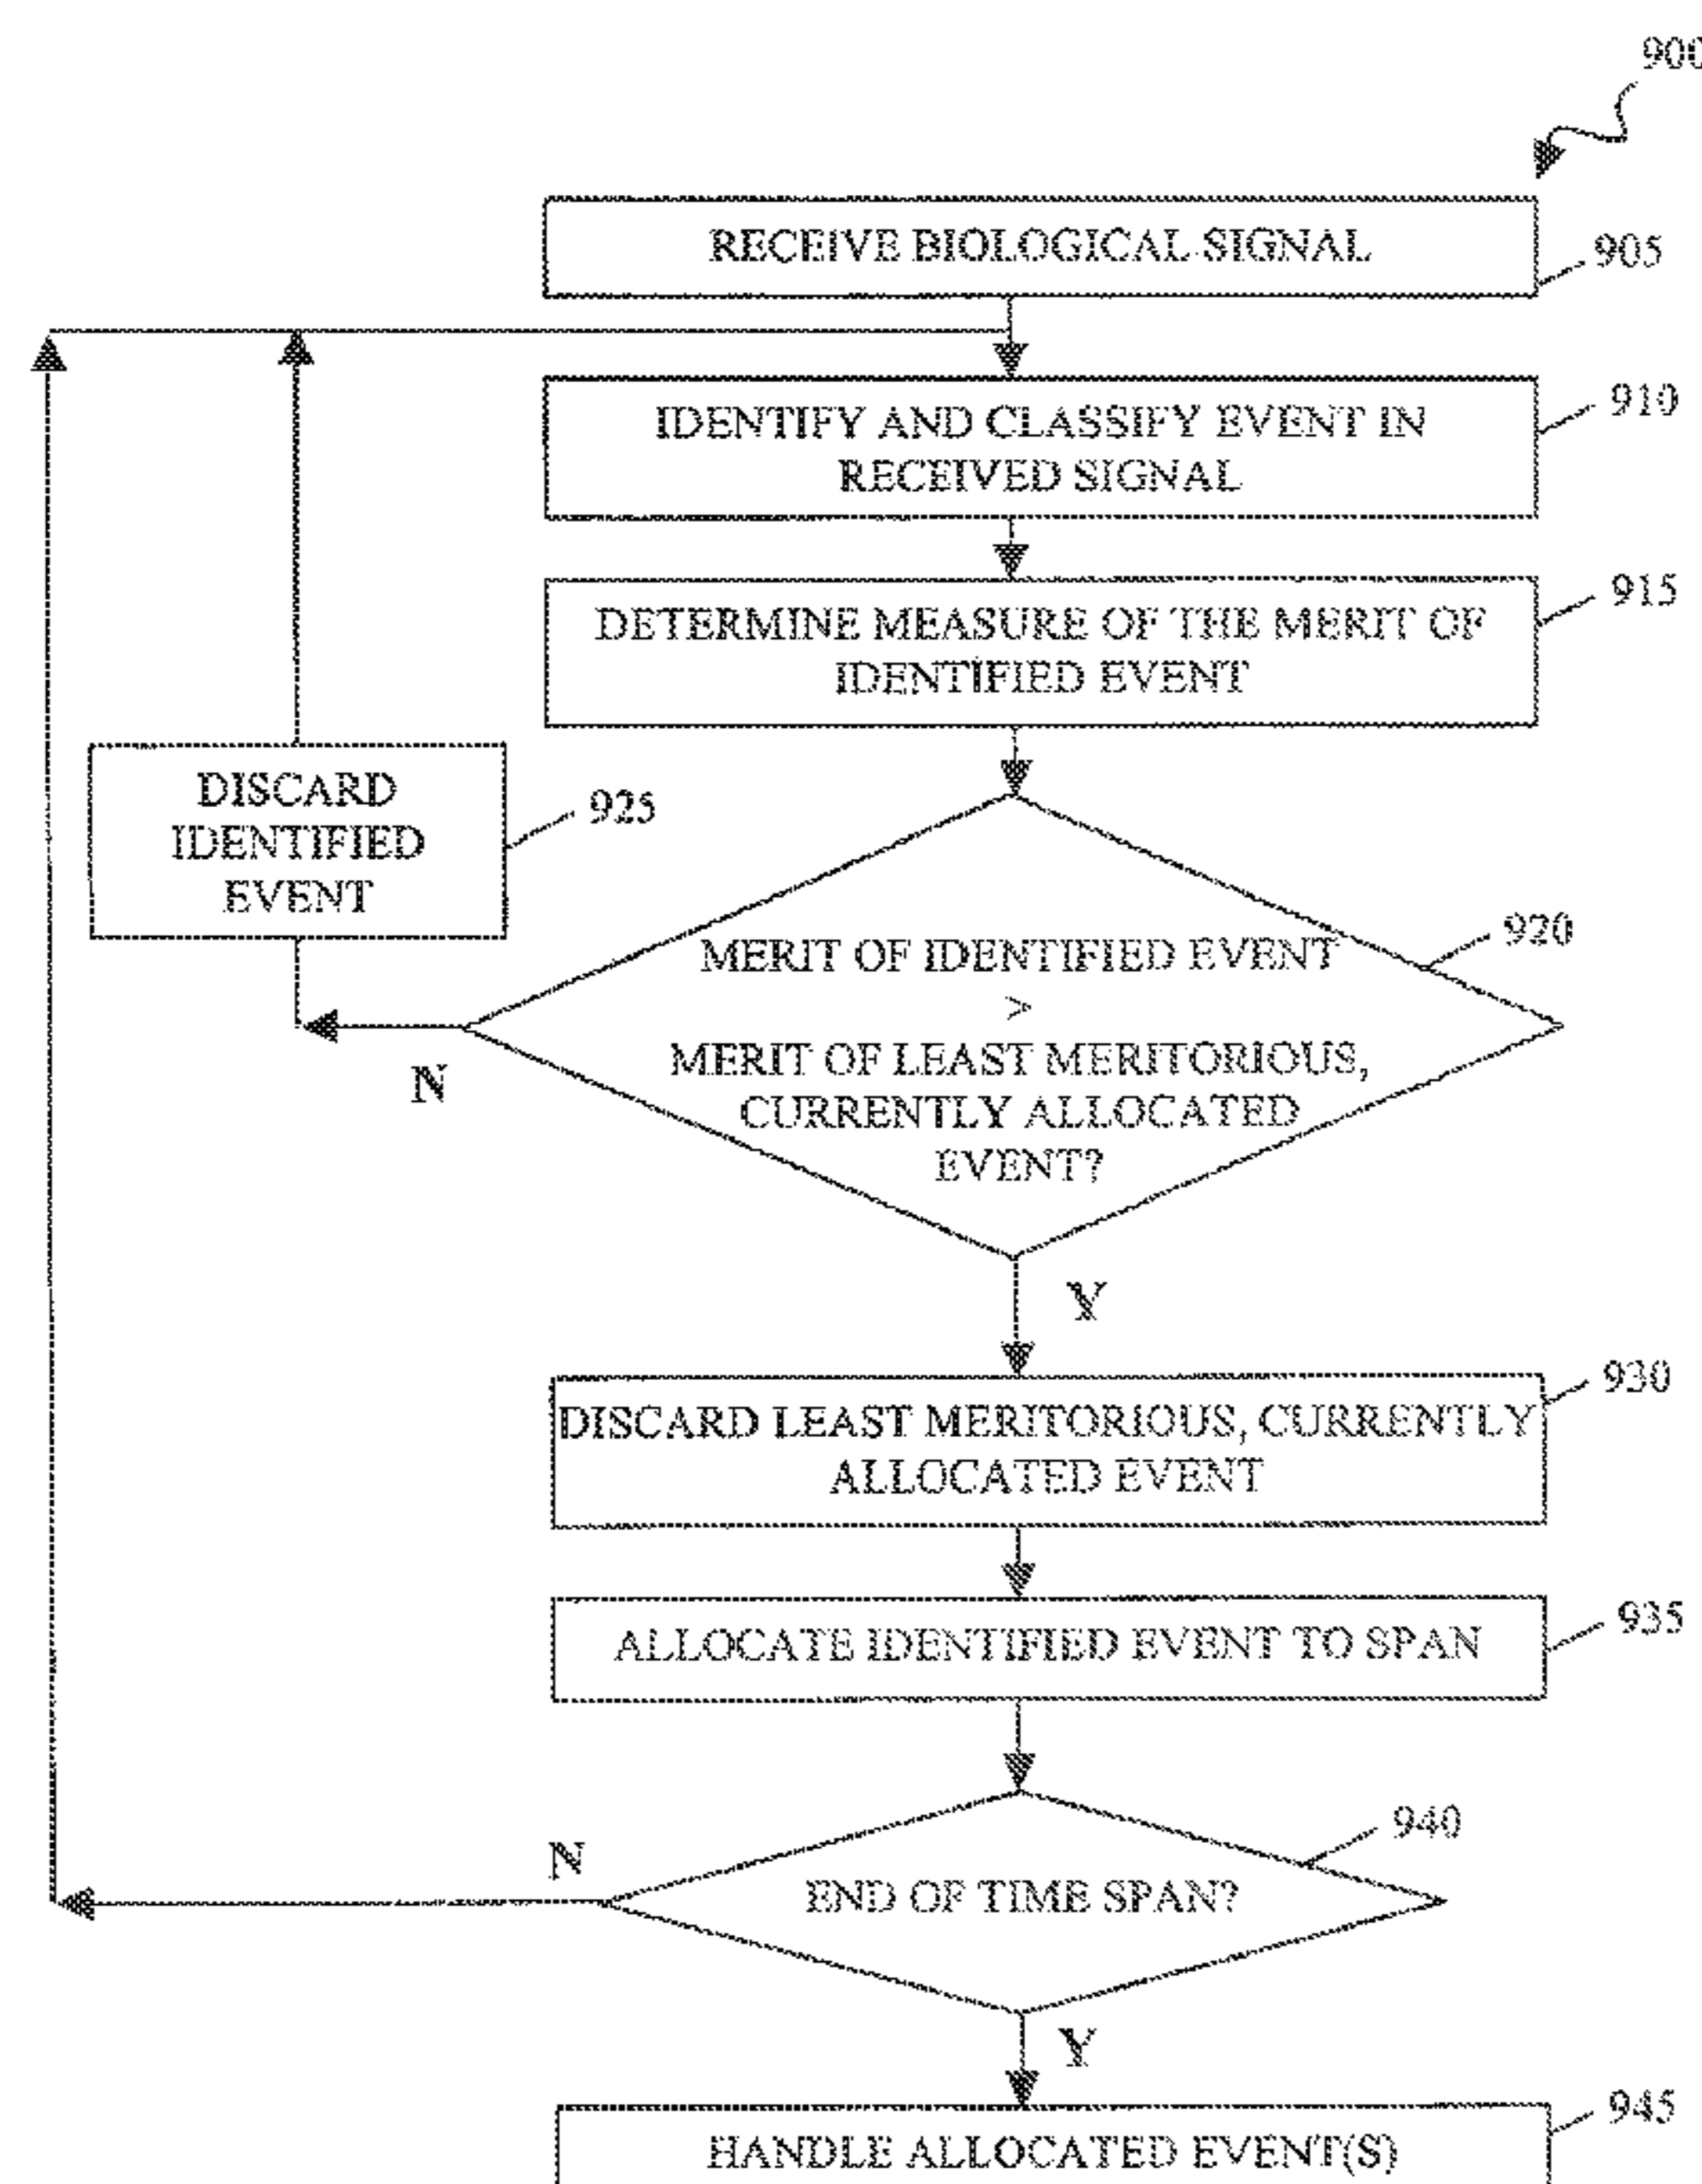 900
RECEIVE BIOLOGICAL SIGNAL
905
IDENTIFY AND CLASSIFY EVENT IN
RECEIVED SIGNAL
910
DETERMINE MEASURE OF THE MERIT OF
IDENTIFIED EVENT
915
DISCARD
IDENTIFIED
EVENT
925
MERIT OF IDENTIFIED EVENT
>
MERIT OF LEAST MERITORIOUS,
CURRENTLY ALLOCATED
EVENT?
920
N
Y
DISCARD LEAST MERITORIOUS, CURRENTLY
ALLOCATED EVENT
930
ALLOCATE IDENTIFIED EVENT TO SPAN
935
END OF TIME SPAN?
940
N
Y
HANDLE ALLOCATED EVENT(S)
945